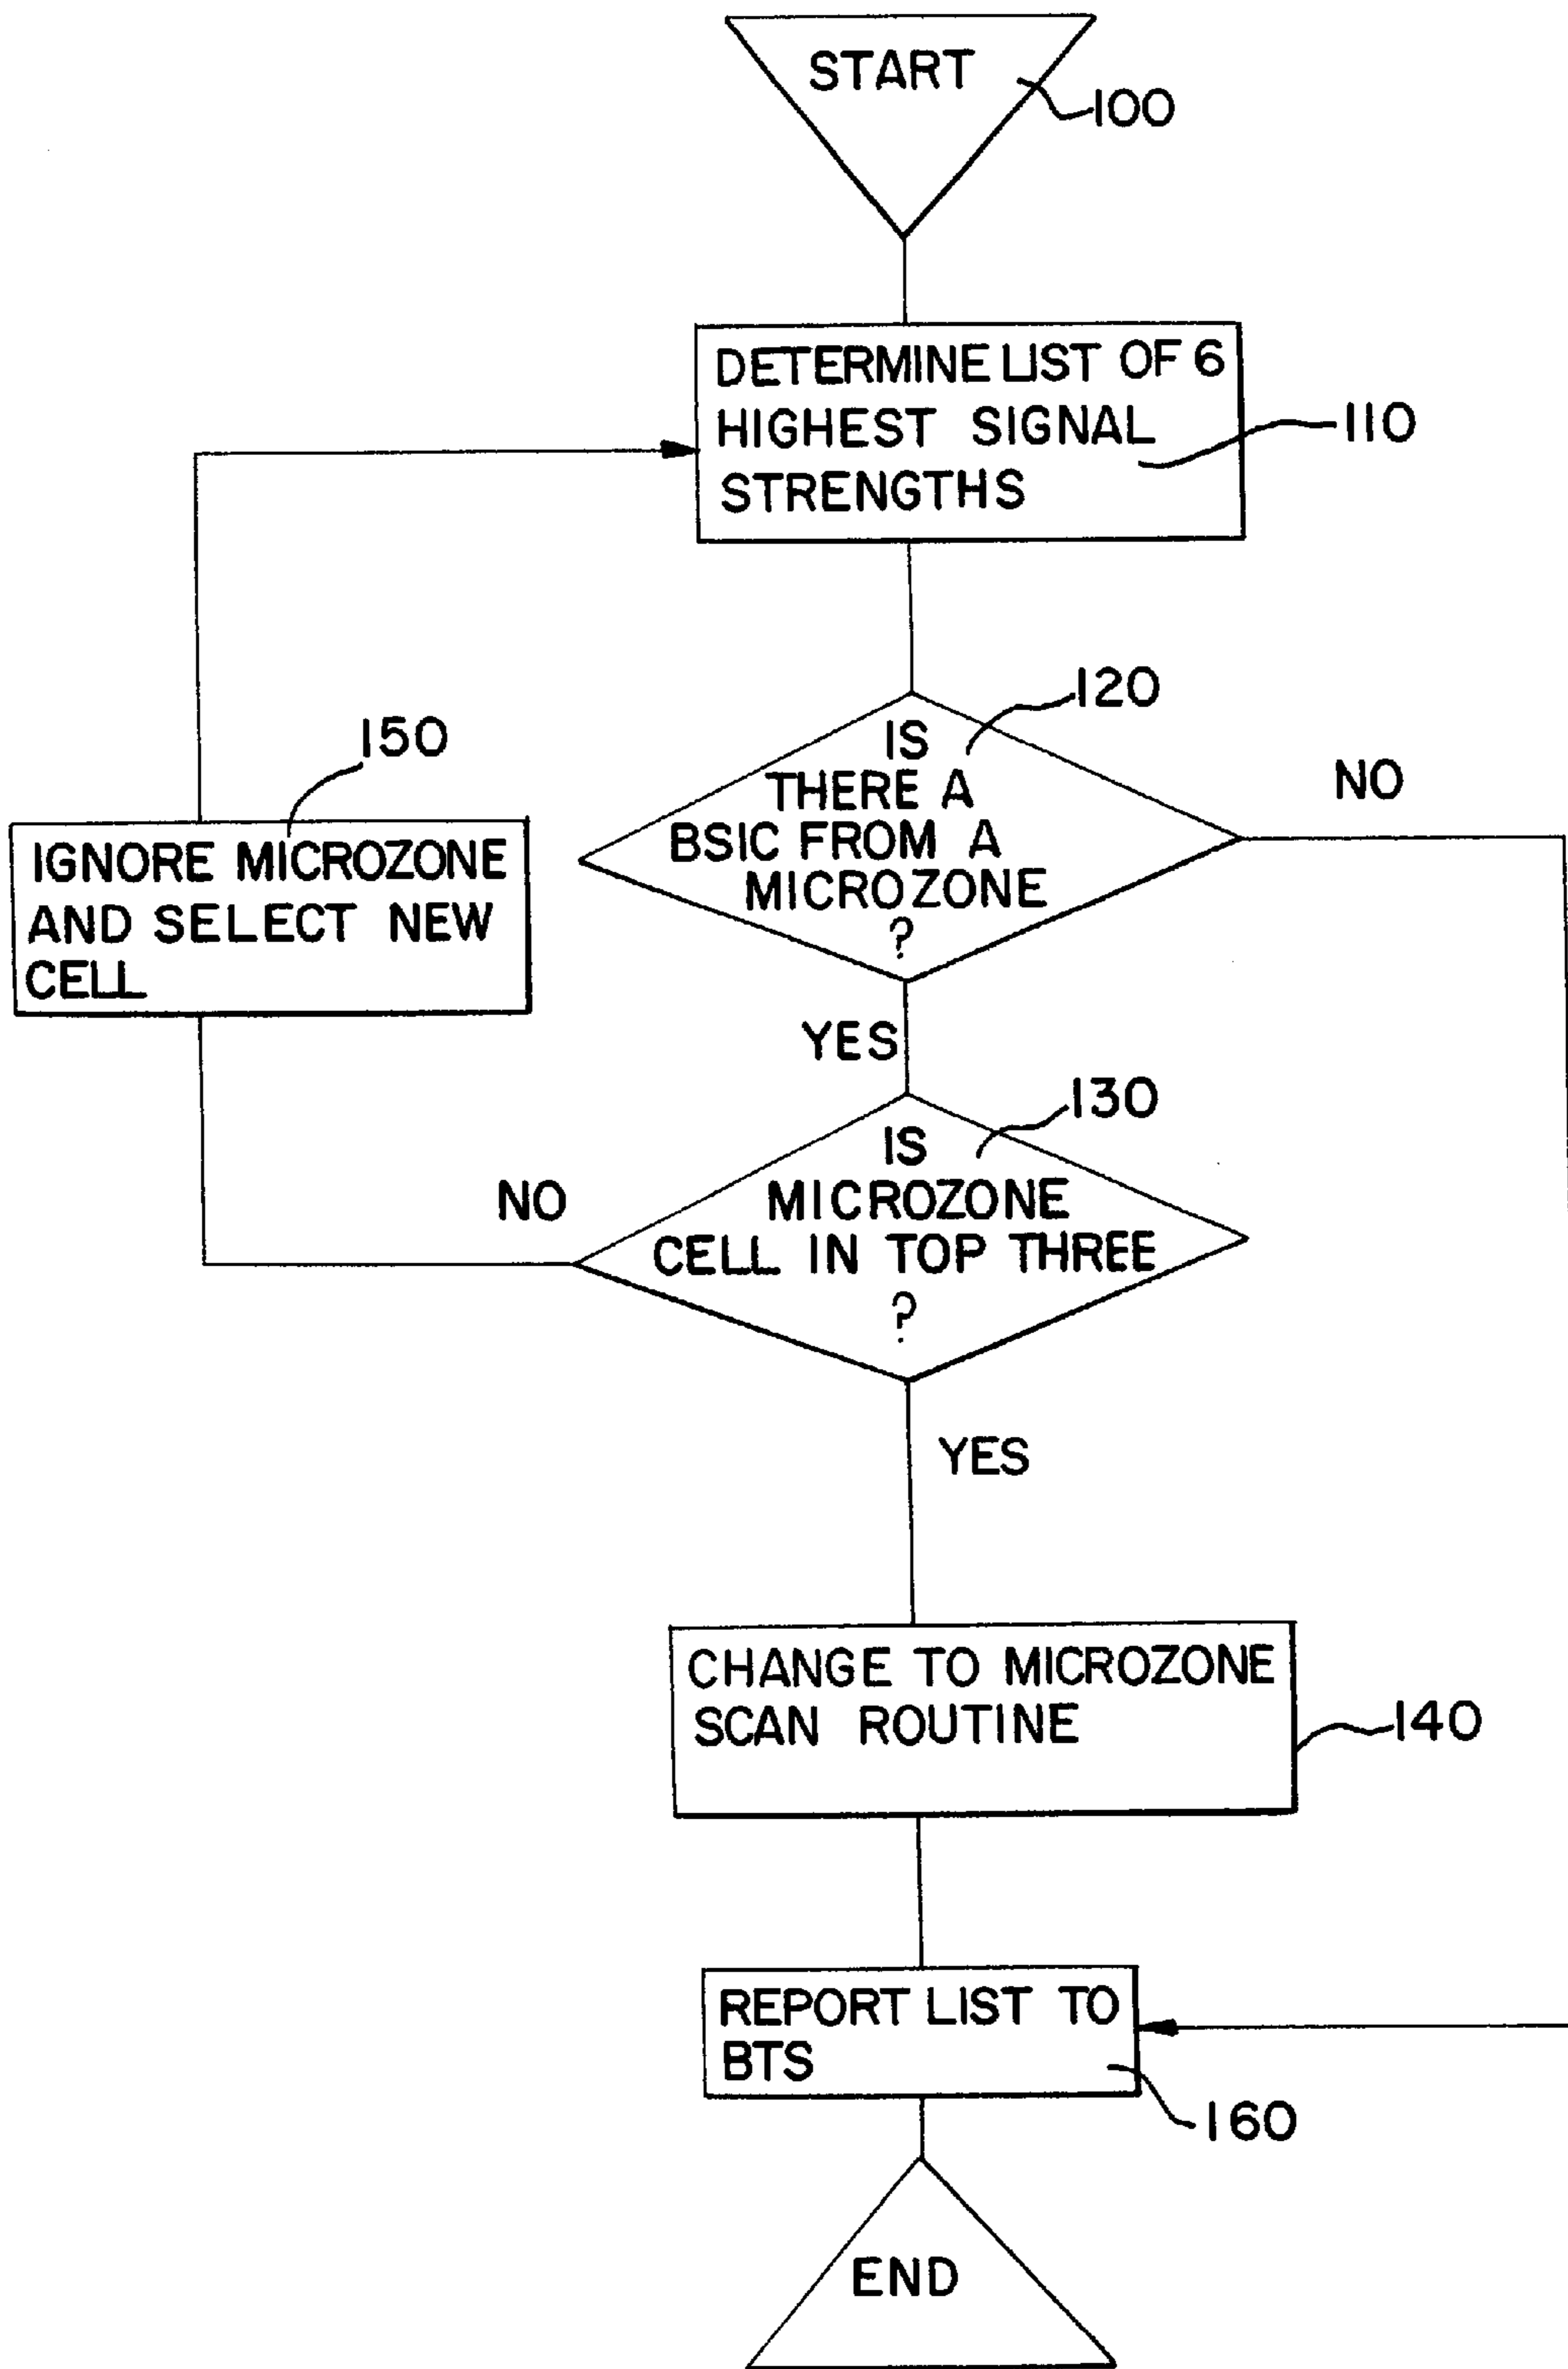 START
100
DETERMINE LIST OF 6
HIGHEST SIGNAL
STRENGTHS
110
120
IS
THERE A
BSIC FROM A
MICROZONE
?
NO
150
IGNORE MICROZONE
AND SELECT NEW
CELL
YES
130
IS
MICROZONE
CELL IN TOP THREE
?
NO
YES
CHANGE TO MICROZONE
SCAN ROUTINE
140
REPORT LIST TO
BTS
160
END